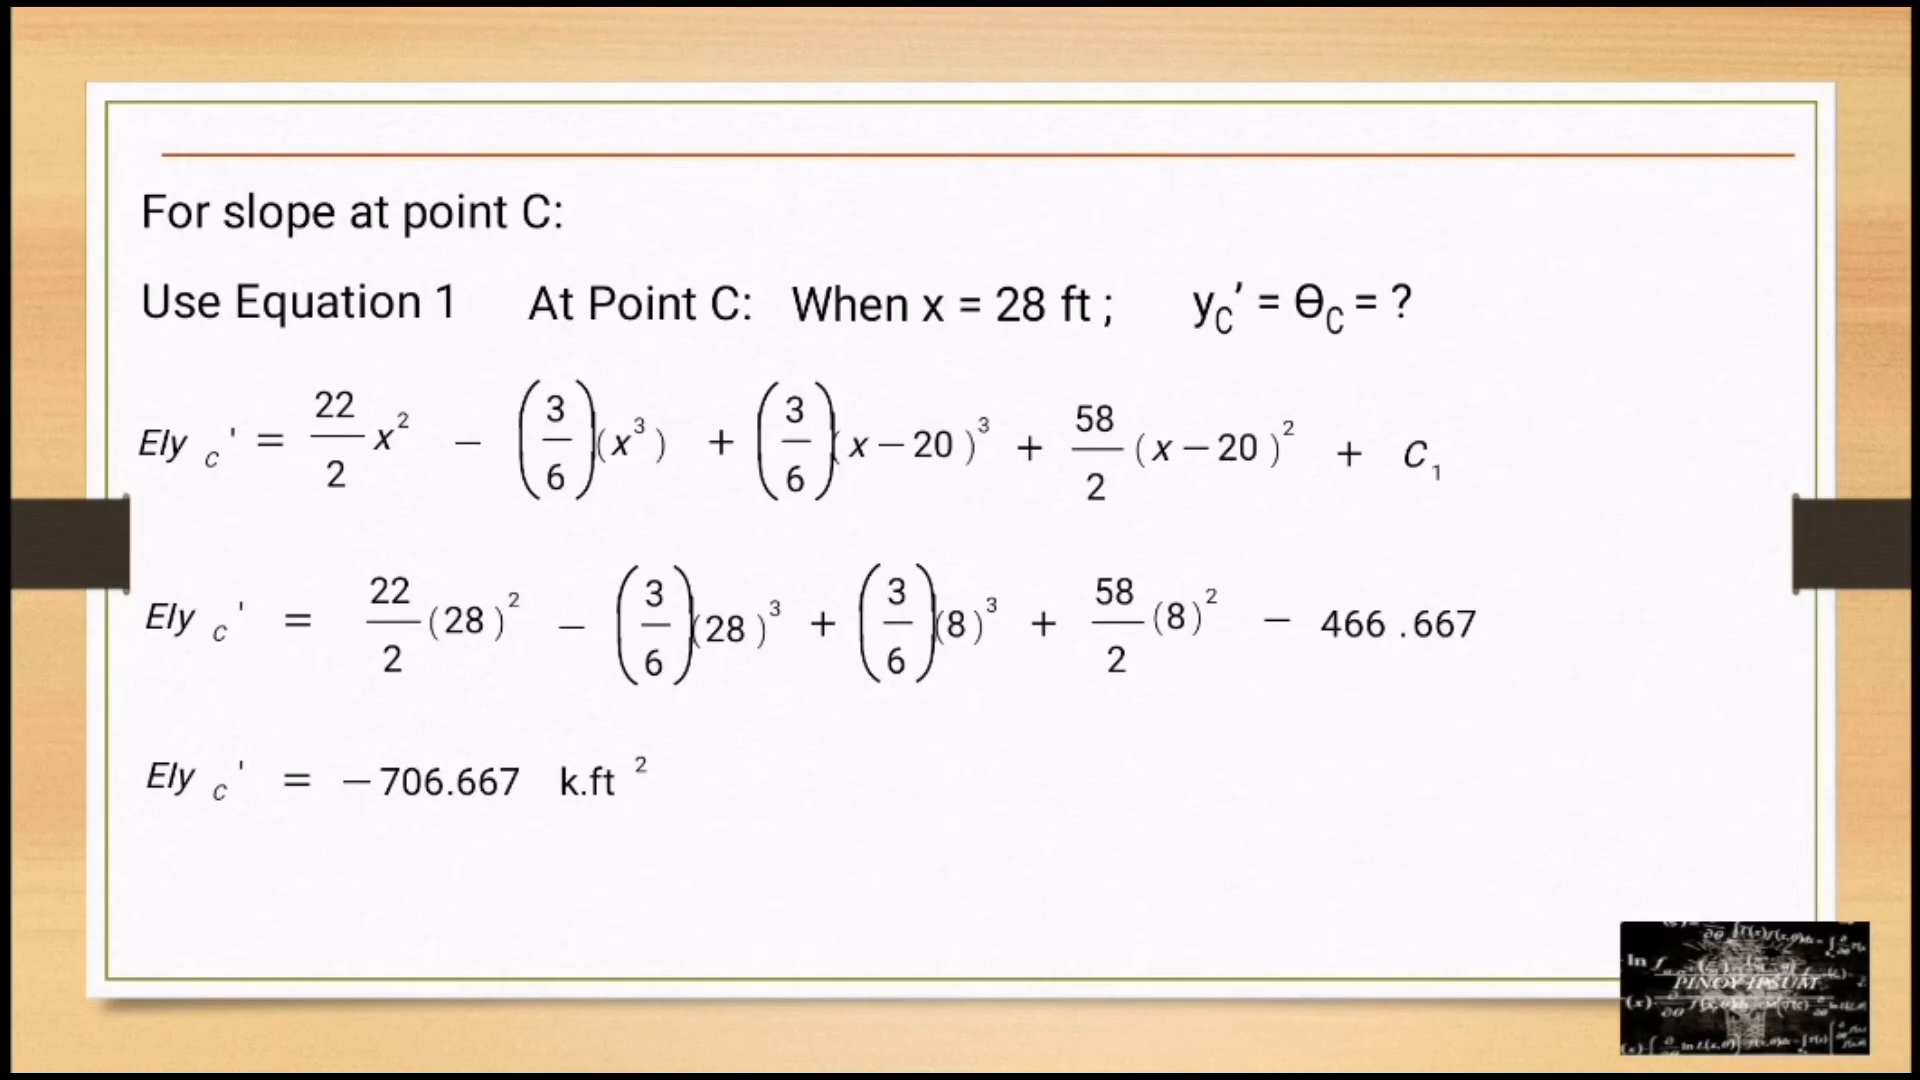 For slope at point C:
Use Equation 1 At Point C: When x = 28 ft ; y_C' = Ө_C = ?
EIy_C' = 22/2 x² − (3/6)(x³) + (3/6)(x − 20)³ + 58/2 (x − 20)² + C₁
EIy_C' = 22/2 (28)² − (3/6)(28)³ + (3/6)(8)³ + 58/2 (8)² − 466.667
EIy_C' = −706.667 k.ft²
PINOY IPSUM